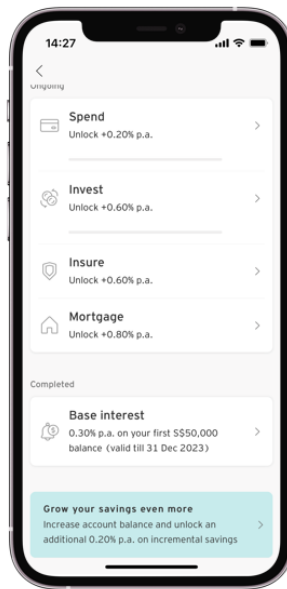 14:27
Ongoing
Spend
Unlock +0.20% p.a.
Invest
Unlock +0.60% p.a.
Insure
Unlock +0.60% p.a.
Mortgage
Unlock +0.80% p.a.
Completed
Base interest
0.30% p.a. on your first S$50,000
balance (valid till 31 Dec 2023)
Grow your savings even more
Increase account balance and unlock an
additional 0.20% p.a. on incremental savings